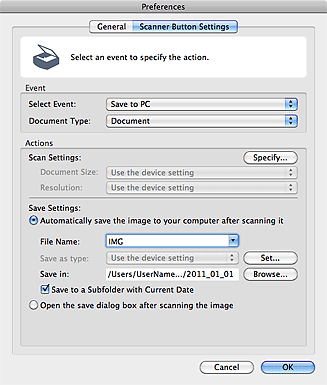 Preferences
General Scanner Button Settings
Select an event to specify the action.
Event
Select Event: Save to PC
Document Type: Document
Actions
Scan Settings: Specify...
Document Size: Use the device setting
Resolution: Use the device setting
Save Settings:
Automatically save the image to your computer after scanning it
File Name: IMG
Save as type: Use the device setting Set...
Save in: /Users/UserName.../2011_01_01 Browse...
Save to a Subfolder with Current Date
Open the save dialog box after scanning the image
Cancel OK